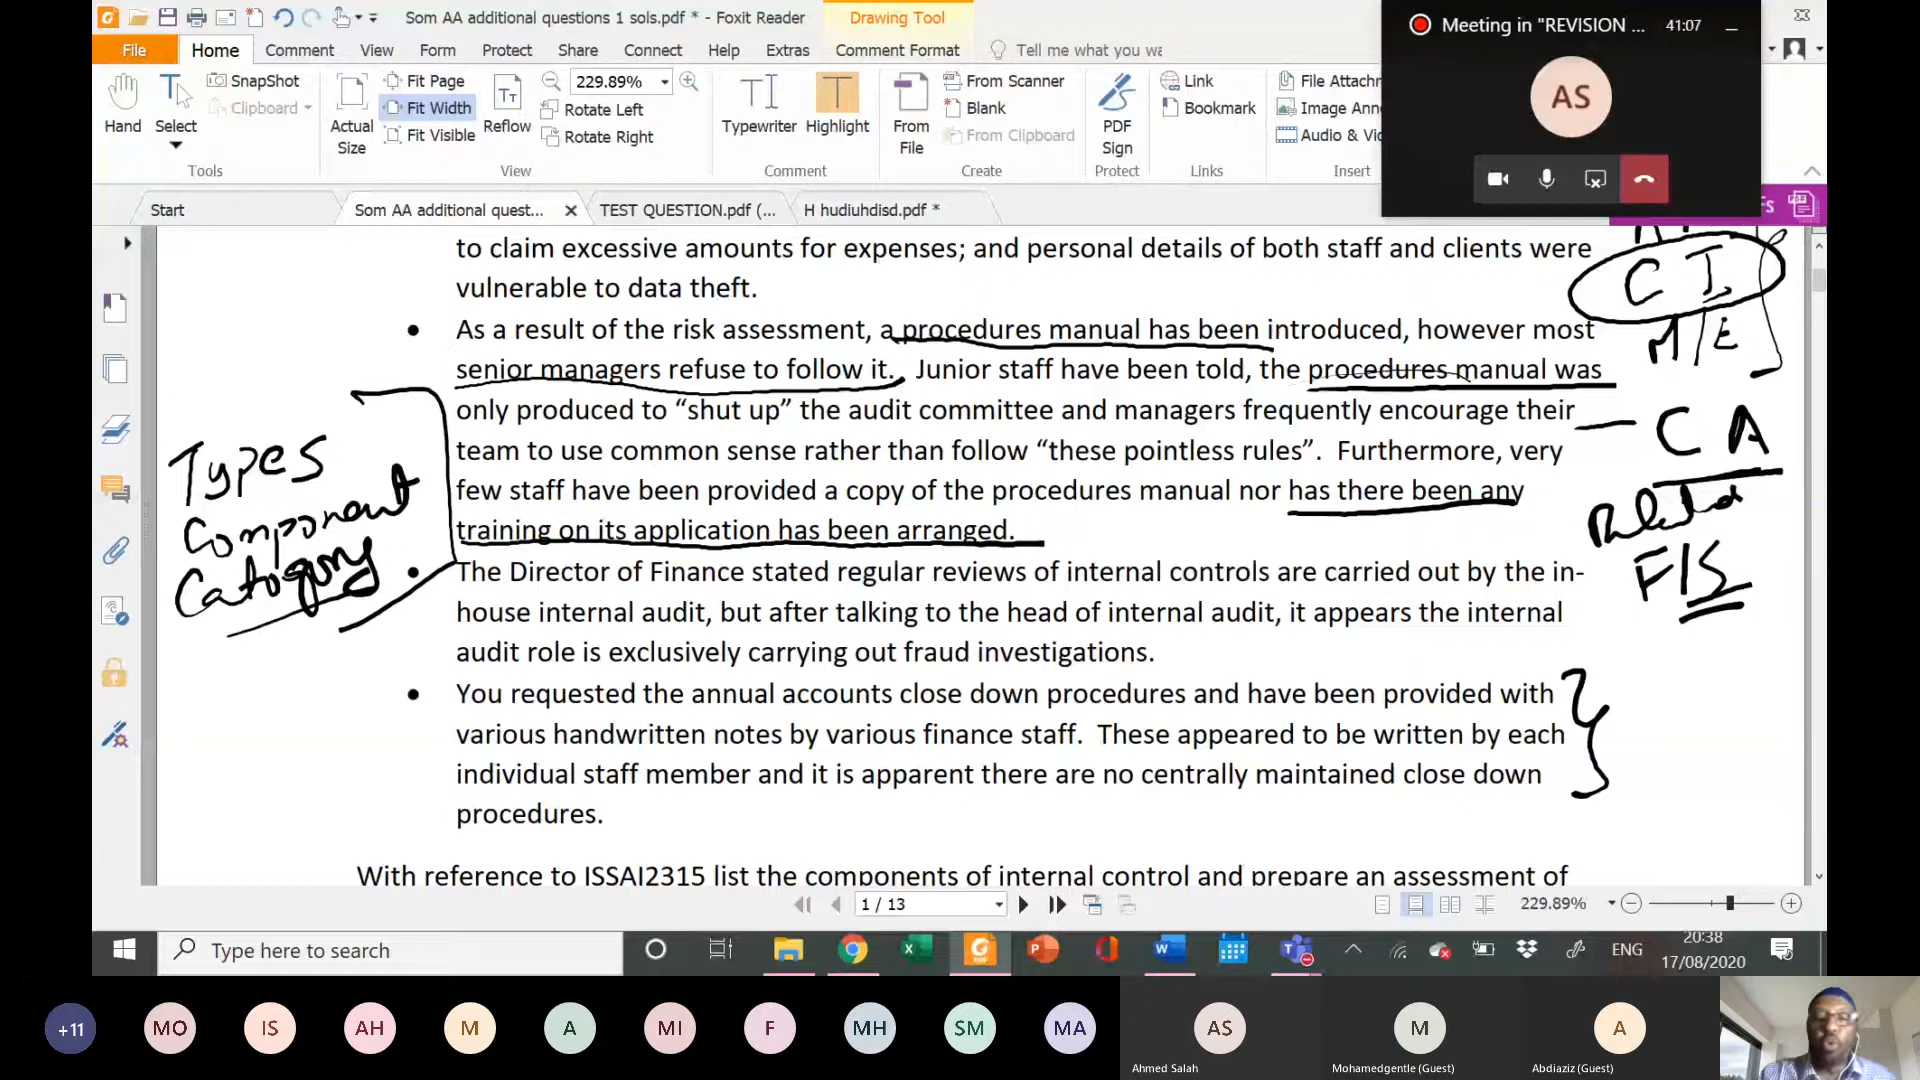 Som AA additional questions 1 sols.pdf * - Foxit Reader
Drawing Tool
Meeting in "REVISION ...
41:07
File
Home
Comment
View
Form
Protect
Share
Connect
Help
Extras
Comment Format
Tell me what you wa
AS
Hand
Select
SnapShot
Clipboard
Tools
Actual Size
Fit Page
Fit Width
Fit Visible
Reflow
229.89%
Rotate Left
Rotate Right
View
Typewriter
Highlight
Comment
From File
From Scanner
Blank
From Clipboard
Create
PDF Sign
Protect
Link
Bookmark
Links
File Attachm
Image Ann
Audio & Vid
Insert
Start
Som AA additional quest...
TEST QUESTION.pdf (...
H hudiuhdisd.pdf *
to claim excessive amounts for expenses; and personal details of both staff and clients were
vulnerable to data theft.
C I
• As a result of the risk assessment, a procedures manual has been introduced, however most
M/E
senior managers refuse to follow it. Junior staff have been told, the procedures manual was
only produced to “shut up” the audit committee and managers frequently encourage their
C A
team to use common sense rather than follow “these pointless rules”. Furthermore, very
Types
few staff have been provided a copy of the procedures manual nor has there been any
training on its application has been arranged.
Component
Catogory
F/S
• The Director of Finance stated regular reviews of internal controls are carried out by the in-
house internal audit, but after talking to the head of internal audit, it appears the internal
audit role is exclusively carrying out fraud investigations.
• You requested the annual accounts close down procedures and have been provided with
various handwritten notes by various finance staff. These appeared to be written by each
individual staff member and it is apparent there are no centrally maintained close down
procedures.
With reference to ISSAI2315 list the components of internal control and prepare an assessment of
1 / 13
229.89%
Type here to search
ENG
20:38
17/08/2020
+11
MO
IS
AH
M
A
MI
F
MH
SM
MA
AS
M
A
Ahmed Salah
Mohamedgentle (Guest)
Abdiaziz (Guest)